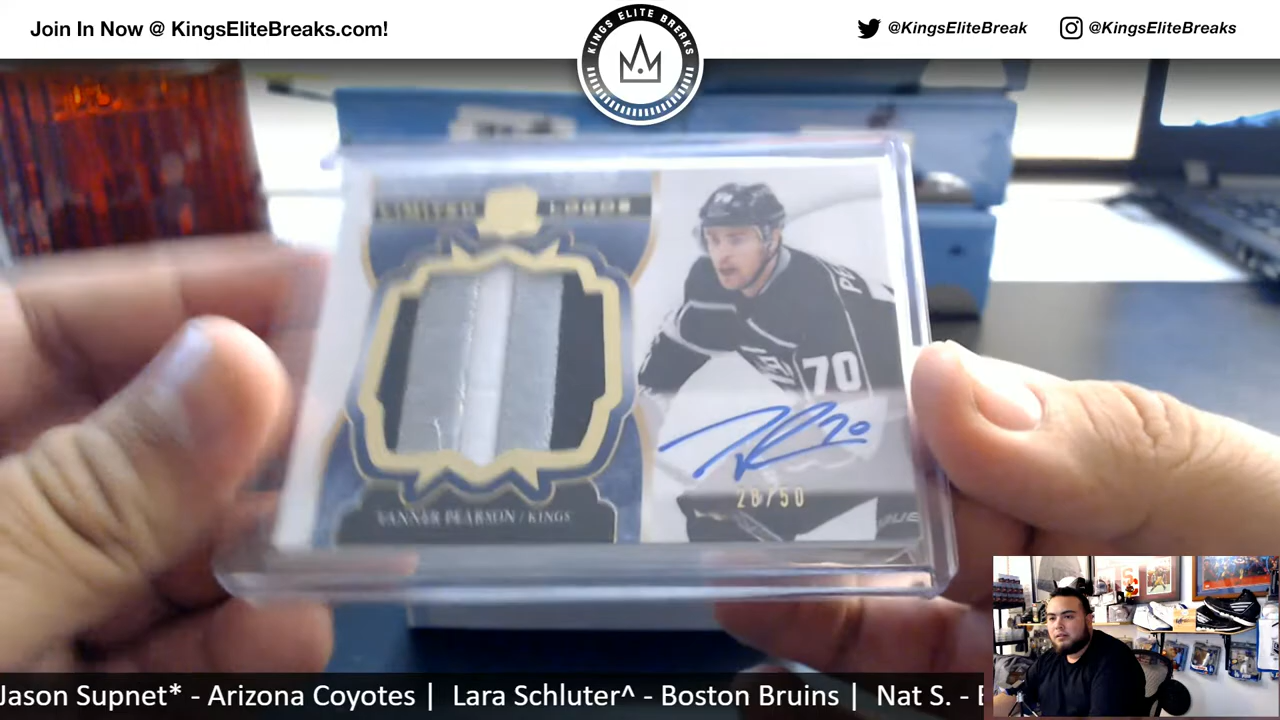 Join In Now @ KingsEliteBreaks.com!
KINGS ELITE BREAKS
@KingsEliteBreak
@KingsEliteBreaks
LIMITED LOGOS
70
70
TANNER PEARSON / KINGS
28/50
Jason Supnet* - Arizona Coyotes | Lara Schluter^ - Boston Bruins | Nat S. -